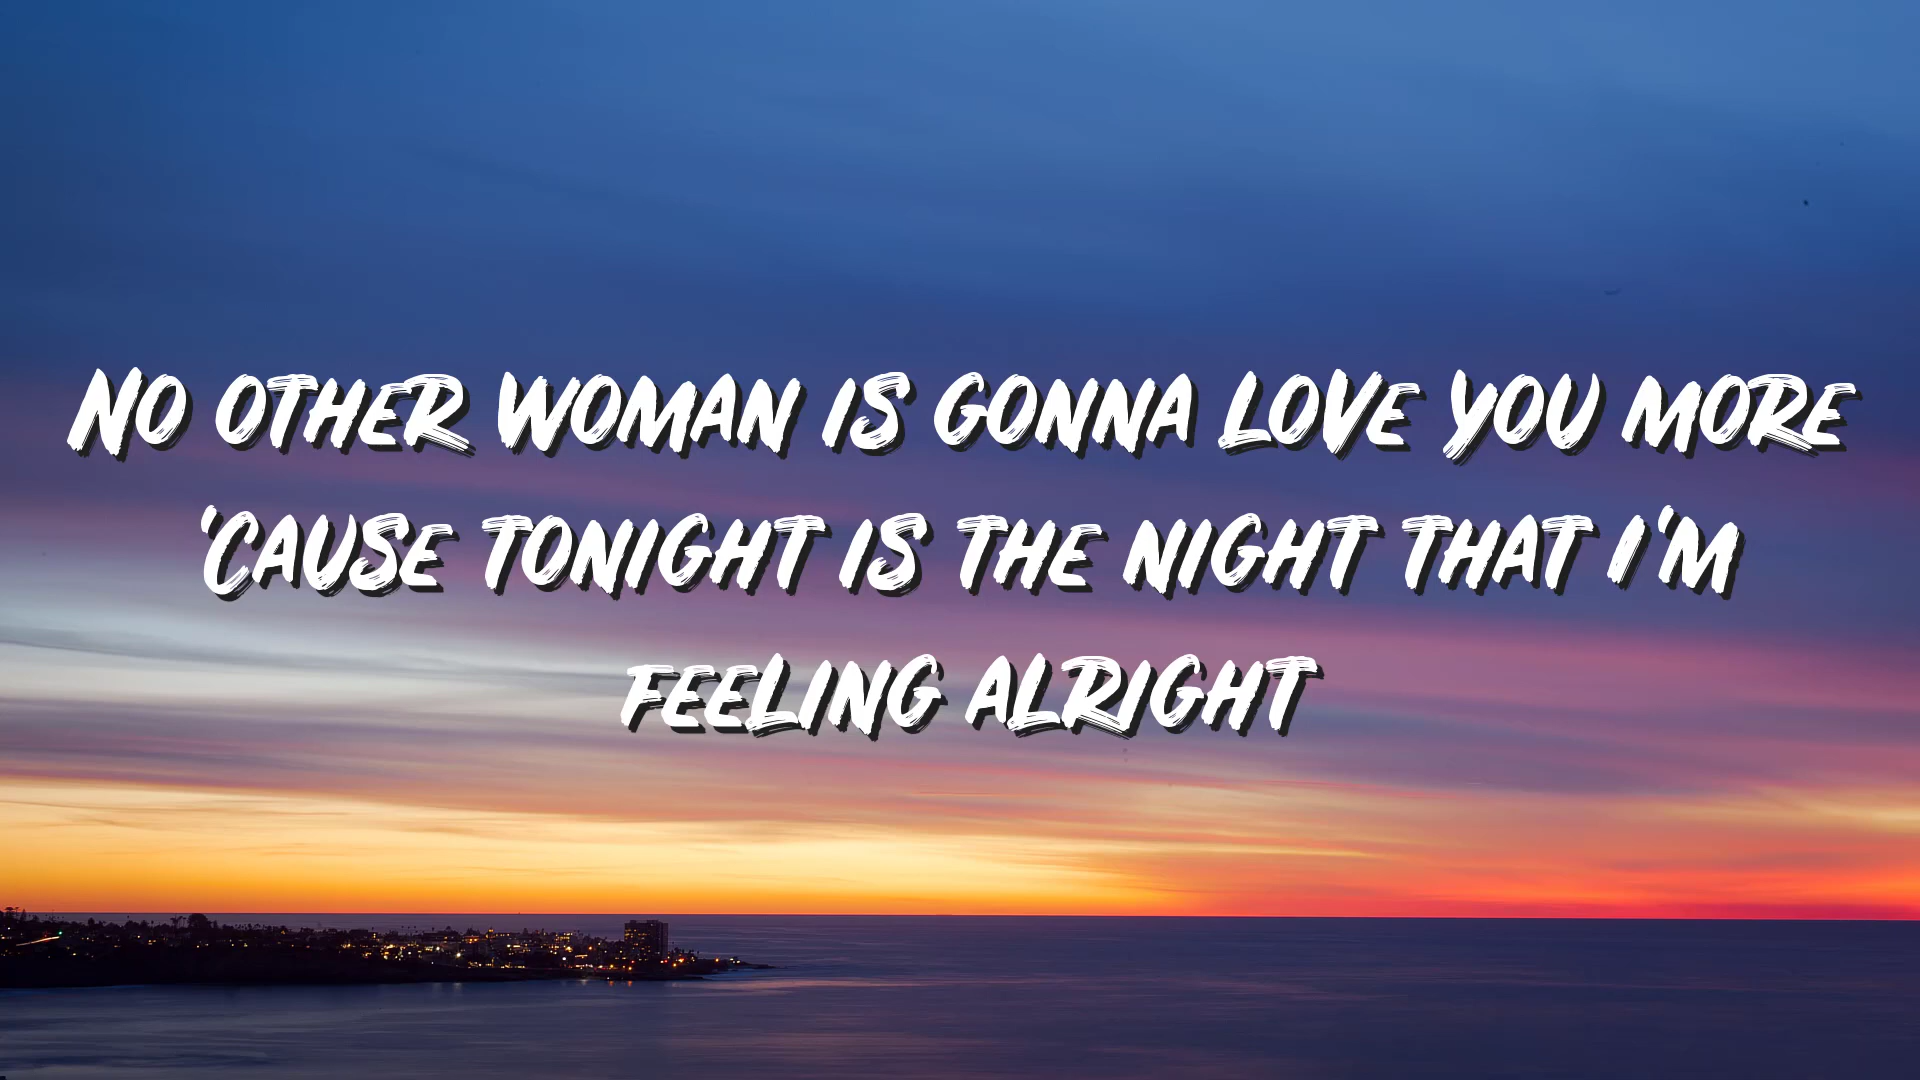 NO OTHER WOMAN IS GONNA LOVE YOU MORE
'CAUSE TONIGHT IS THE NIGHT THAT I'M
FEELING ALRIGHT